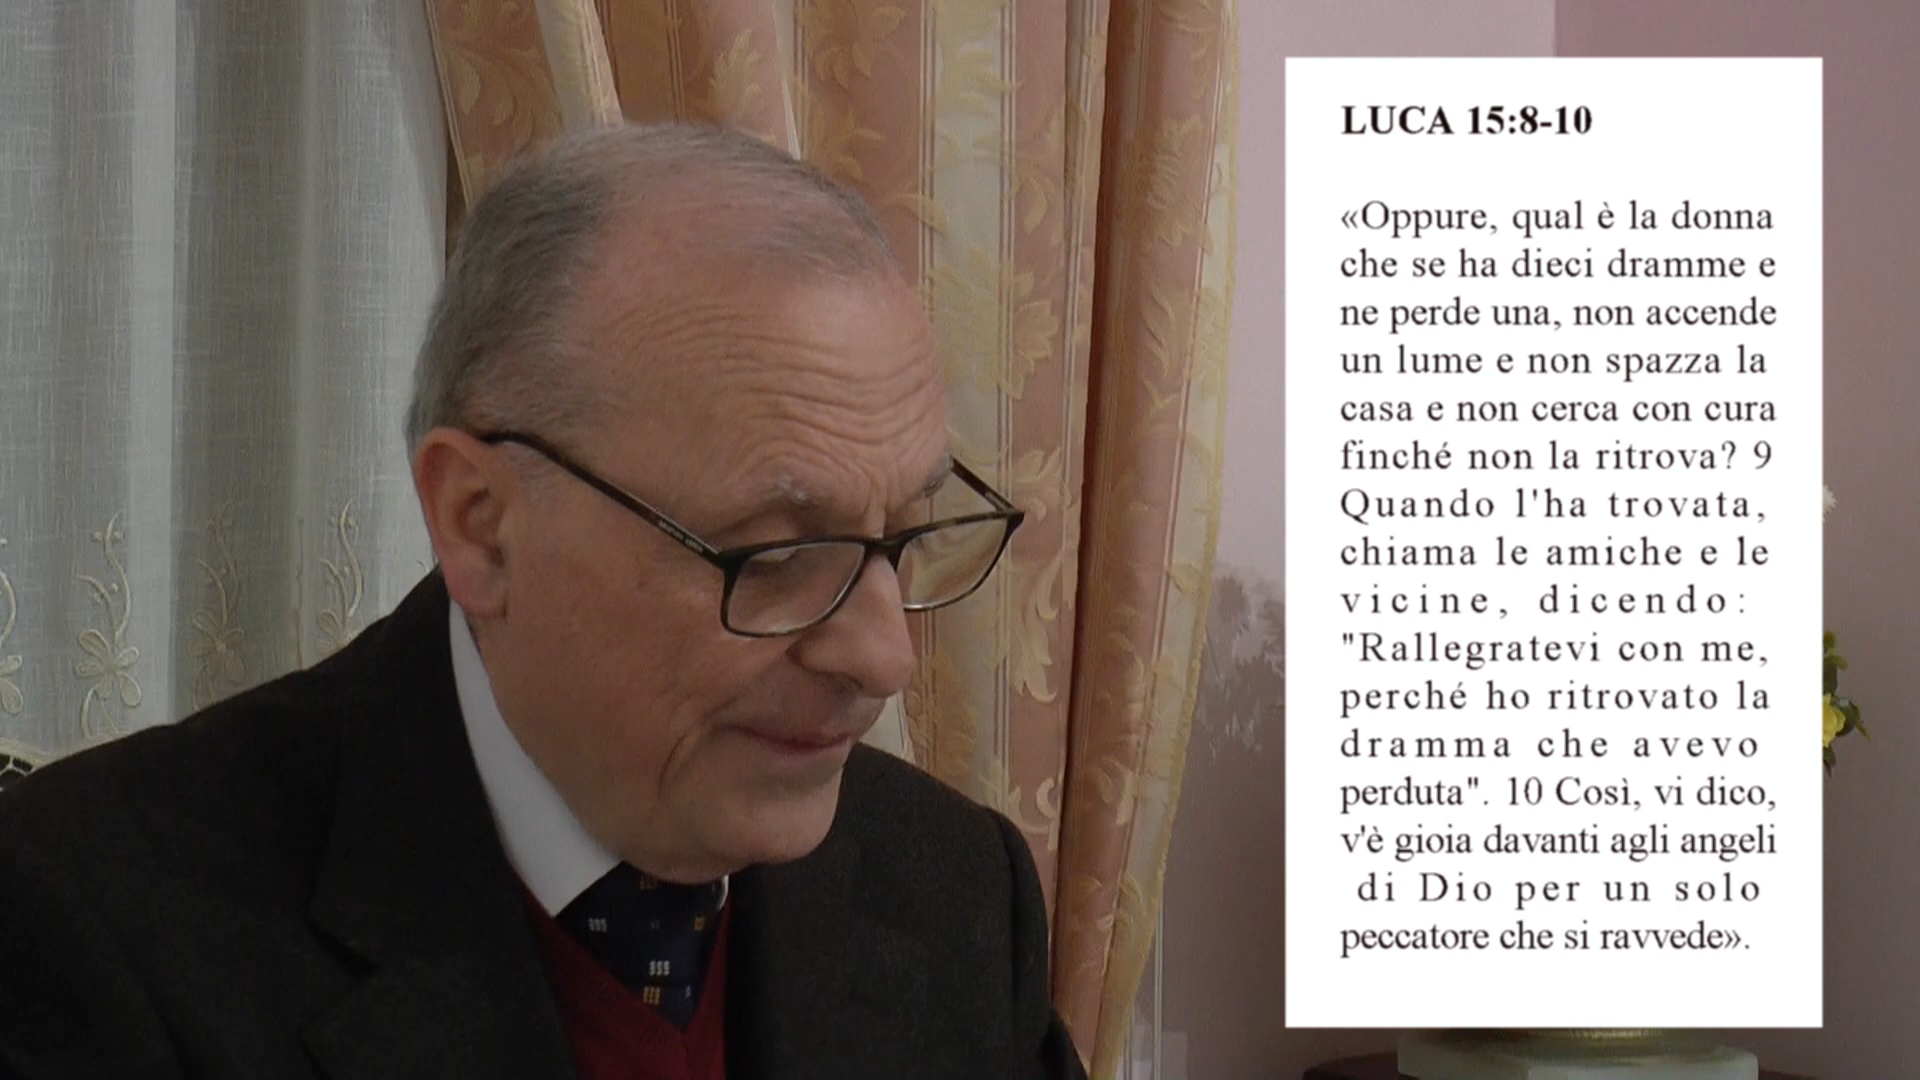 LUCA 15:8-10
«Oppure, qual è la donna
che se ha dieci dramme e
ne perde una, non accende
un lume e non spazza la
casa e non cerca con cura
finché non la ritrova? 9
Quando l'ha trovata,
chiama le amiche e le
vicine, dicendo:
"Rallegratevi con me,
perché ho ritrovato la
dramma che avevo
perduta". 10 Così, vi dico,
v'è gioia davanti agli angeli
di Dio per un solo
peccatore che si ravvede».